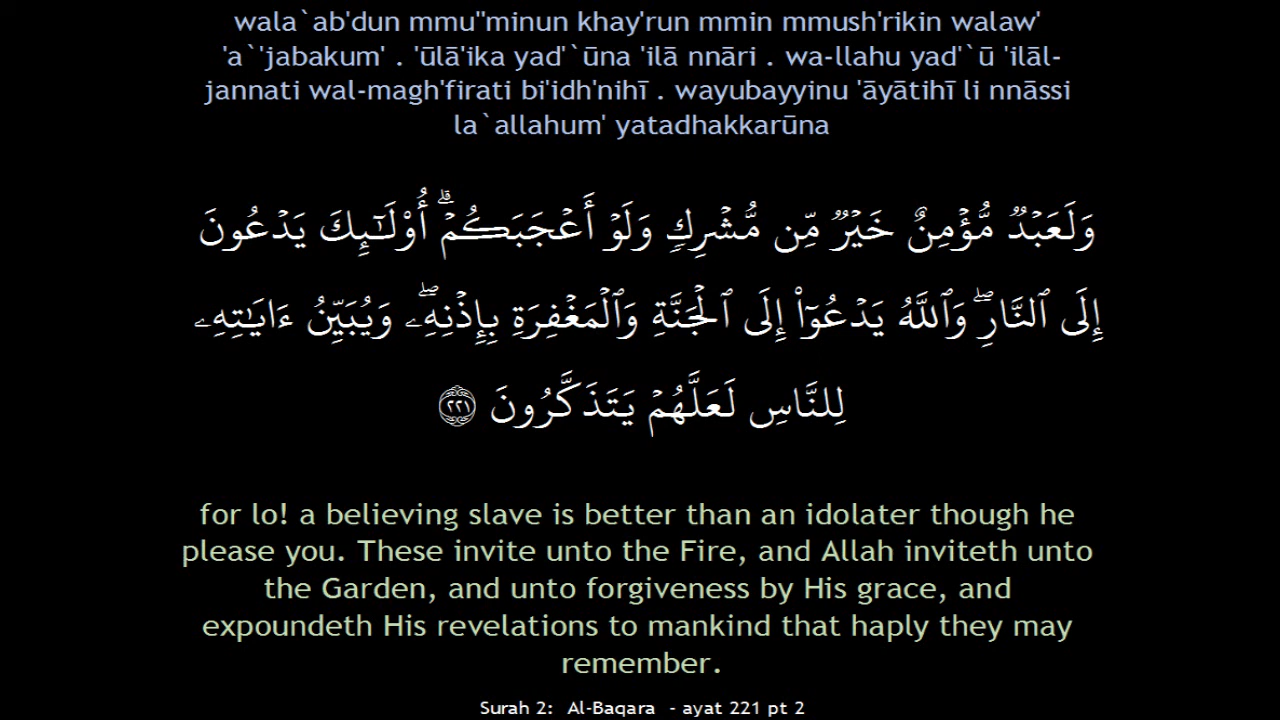 wala`ab'dun mmu"minun khay'run mmin mmush'rikin walaw'
'a`'jabakum' . 'ūlā'ika yad'`ūna 'ilā nnāri . wa-llahu yad'`ū 'ilāl-
jannati wal-magh'firati bi'idh'nihī . wayubayyinu 'āyātihī li nnāssi
la`allahum' yatadhakkarūna
وَلَعَبۡدٞ مُّؤۡمِنٌ خَيۡرٞ مِّن مُّشۡرِكٖ وَلَوۡ أَعۡجَبَكُمۡۗ أُوْلَـٰٓئِكَ يَدۡعُونَ
إِلَى ٱلنَّارِۖ وَٱللَّهُ يَدۡعُوٓاْ إِلَى ٱلۡجَنَّةِ وَٱلۡمَغۡفِرَةِ بِإِذۡنِهِۦۖ وَيُبَيِّنُ ءَايَـٰتِهِۦ
لِلنَّاسِ لَعَلَّهُمۡ يَتَذَكَّرُونَ ٢٢١
for lo! a believing slave is better than an idolater though he
please you. These invite unto the Fire, and Allah inviteth unto
the Garden, and unto forgiveness by His grace, and
expoundeth His revelations to mankind that haply they may
remember.
Surah 2: Al-Baqara - ayat 221 pt 2